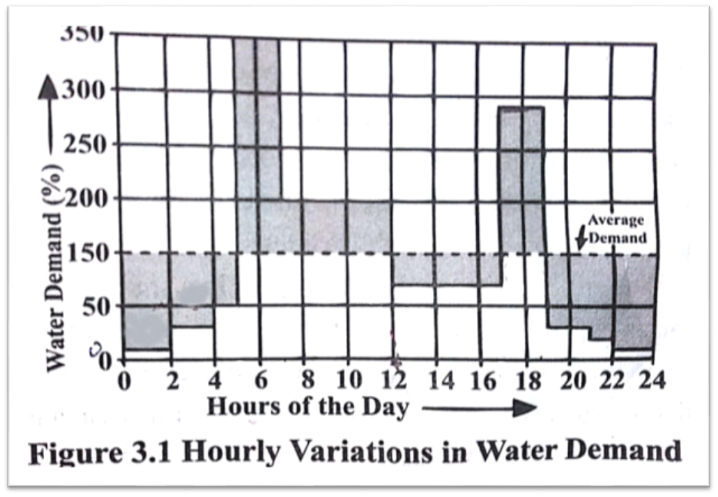 350
300
250
200
150
50
0
Water Demand (%)
Average
Demand
0 2 4 6 8 10 12 14 16 18 20 22 24
Hours of the Day
Figure 3.1 Hourly Variations in Water Demand